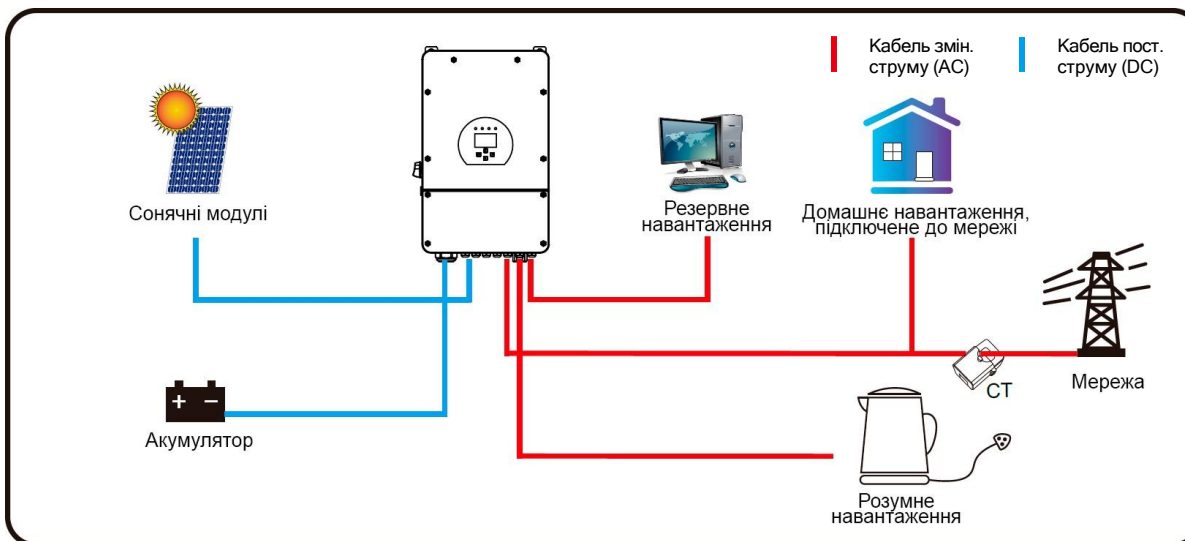 Кабель змін.
струму (AC)
Кабель пост.
струму (DC)
Сонячні модулі
Резервне
навантаження
Домашнє навантаження,
підключене до мережі
CT
Мережа
+ −
Акумулятор
Розумне
навантаження